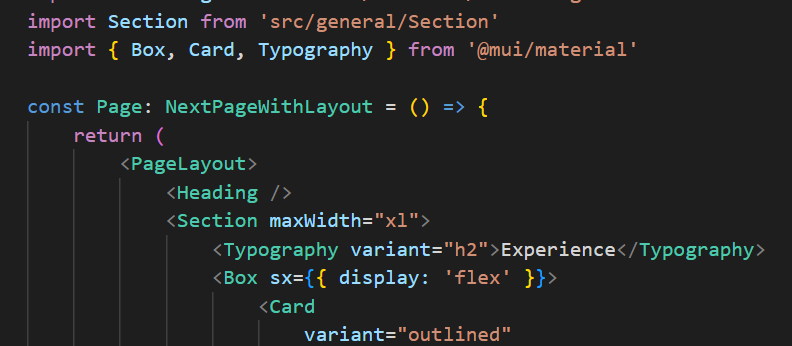 import Section from 'src/general/Section'
import { Box, Card, Typography } from '@mui/material'
const Page: NextPageWithLayout = () => {
return (
<PageLayout>
<Heading />
<Section maxWidth="xl">
<Typography variant="h2">Experience</Typography>
<Box sx={{ display: 'flex' }}>
<Card
variant="outlined"